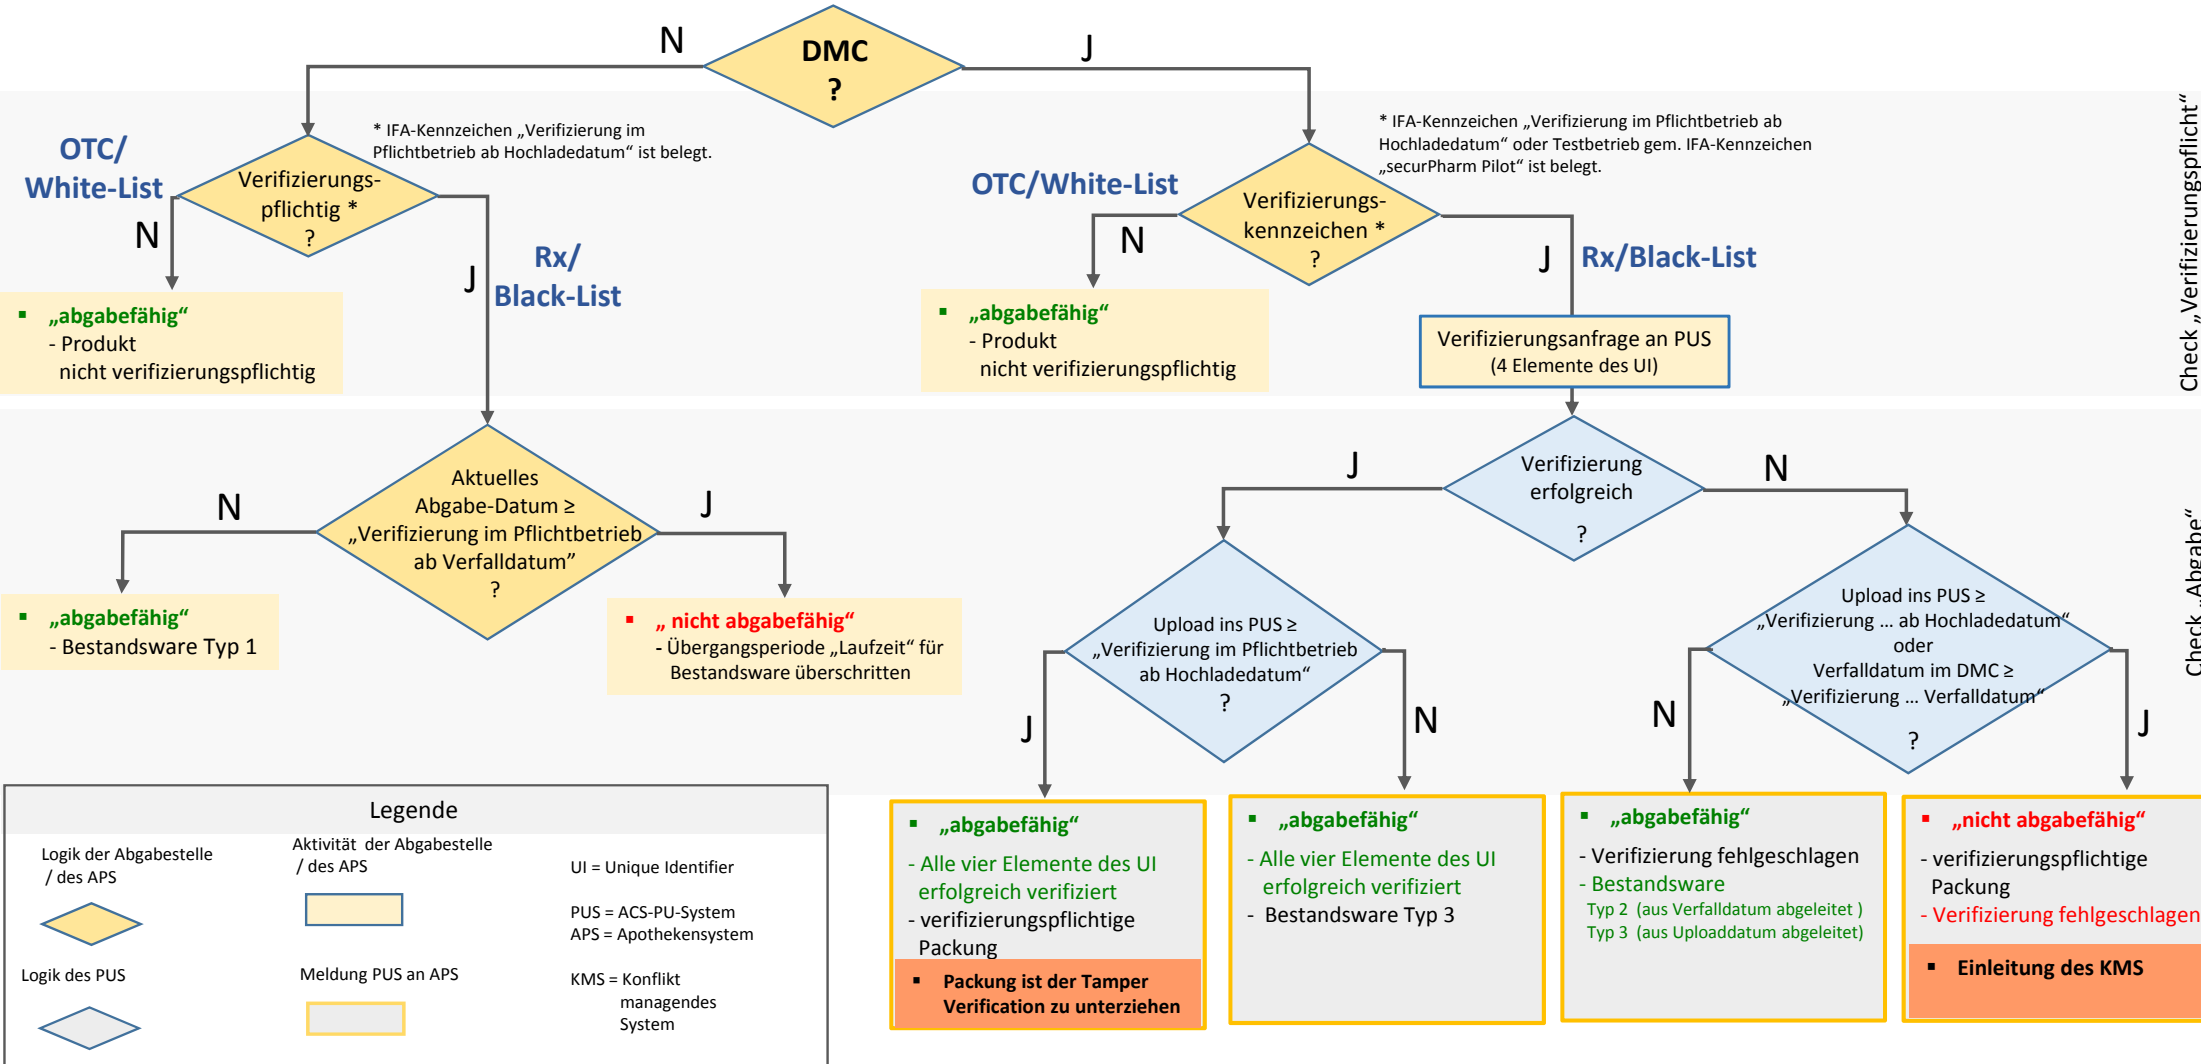 N
DMC
?
J
* IFA-Kennzeichen „Verifizierung im
Pflichtbetrieb ab Hochladedatum“ ist belegt.
* IFA-Kennzeichen „Verifizierung im Pflichtbetrieb ab
Hochladedatum“ oder Testbetrieb gem. IFA-Kennzeichen
„securPharm Pilot“ ist belegt.
OTC/
White-List
Verifizierungs-
pflichtig *
?
N
J
Rx/
Black-List
OTC/White-List
Verifizierungs-
kennzeichen *
?
N
J
Rx/Black-List
Check „Verifizierungspflicht“
▪ „abgabefähig“
- Produkt
nicht verifizierungspflichtig
▪ „abgabefähig“
- Produkt
nicht verifizierungspflichtig
Verifizierungsanfrage an PUS
(4 Elemente des UI)
N
Aktuelles
Abgabe-Datum ≥
„Verifizierung im Pflichtbetrieb
ab Verfalldatum”
?
J
J
Verifizierung
erfolgreich
?
N
Check „Abgabe“
▪ „abgabefähig“
- Bestandsware Typ 1
▪ „ nicht abgabefähig“
- Übergangsperiode „Laufzeit“ für
Bestandsware überschritten
Upload ins PUS ≥
„Verifizierung im Pflichtbetrieb
ab Hochladedatum“
?
J
N
Upload ins PUS ≥
„Verifizierung ... ab Hochladedatum“
oder
Verfalldatum im DMC ≥
„Verifizierung ... Verfalldatum“
?
N
J
Legende
Logik der Abgabestelle
/ des APS
Aktivität der Abgabestelle
/ des APS
UI = Unique Identifier
PUS = ACS-PU-System
APS = Apothekensystem
Logik des PUS
Meldung PUS an APS
KMS = Konflikt
managendes
System
▪ „abgabefähig“
- Alle vier Elemente des UI
erfolgreich verifiziert
- verifizierungspflichtige
Packung
▪ Packung ist der Tamper
Verification zu unterziehen
▪ „abgabefähig“
- Alle vier Elemente des UI
erfolgreich verifiziert
- Bestandsware Typ 3
▪ „abgabefähig“
- Verifizierung fehlgeschlagen
- Bestandsware
Typ 2 (aus Verfalldatum abgeleitet )
Typ 3 (aus Uploaddatum abgeleitet)
▪ „nicht abgabefähig“
- verifizierungspflichtige
Packung
- Verifizierung fehlgeschlagen
▪ Einleitung des KMS